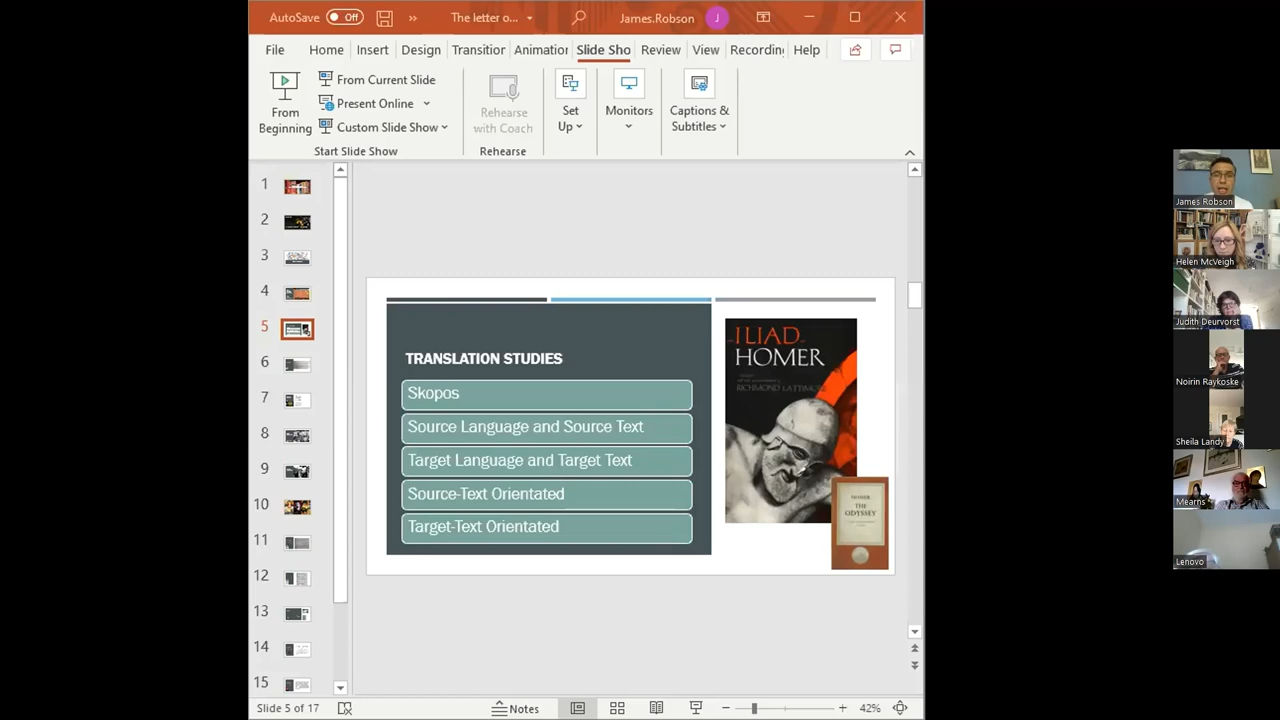 AutoSave Off The letter o... James.Robson J
File Home Insert Design Transition Animation Slide Sho Review View Recording Help
From Beginning
From Current Slide
Present Online
Custom Slide Show
Start Slide Show
Rehearse with Coach
Rehearse
Set Up
Monitors
Captions & Subtitles
1
2
3
4
5
6
7
8
9
10
11
12
13
14
15
TRANSLATION STUDIES
Skopos
Source Language and Source Text
Target Language and Target Text
Source-Text Orientated
Target-Text Orientated
ILIAD
HOMER
RICHMOND LATTIMORE
HOMER
THE
ODYSSEY
Slide 5 of 17 Notes 42%
James Robson
Helen McVeigh
Judith Deurvorst
Noirin Raykoske
Sheila Landy
Mearns
Lenovo